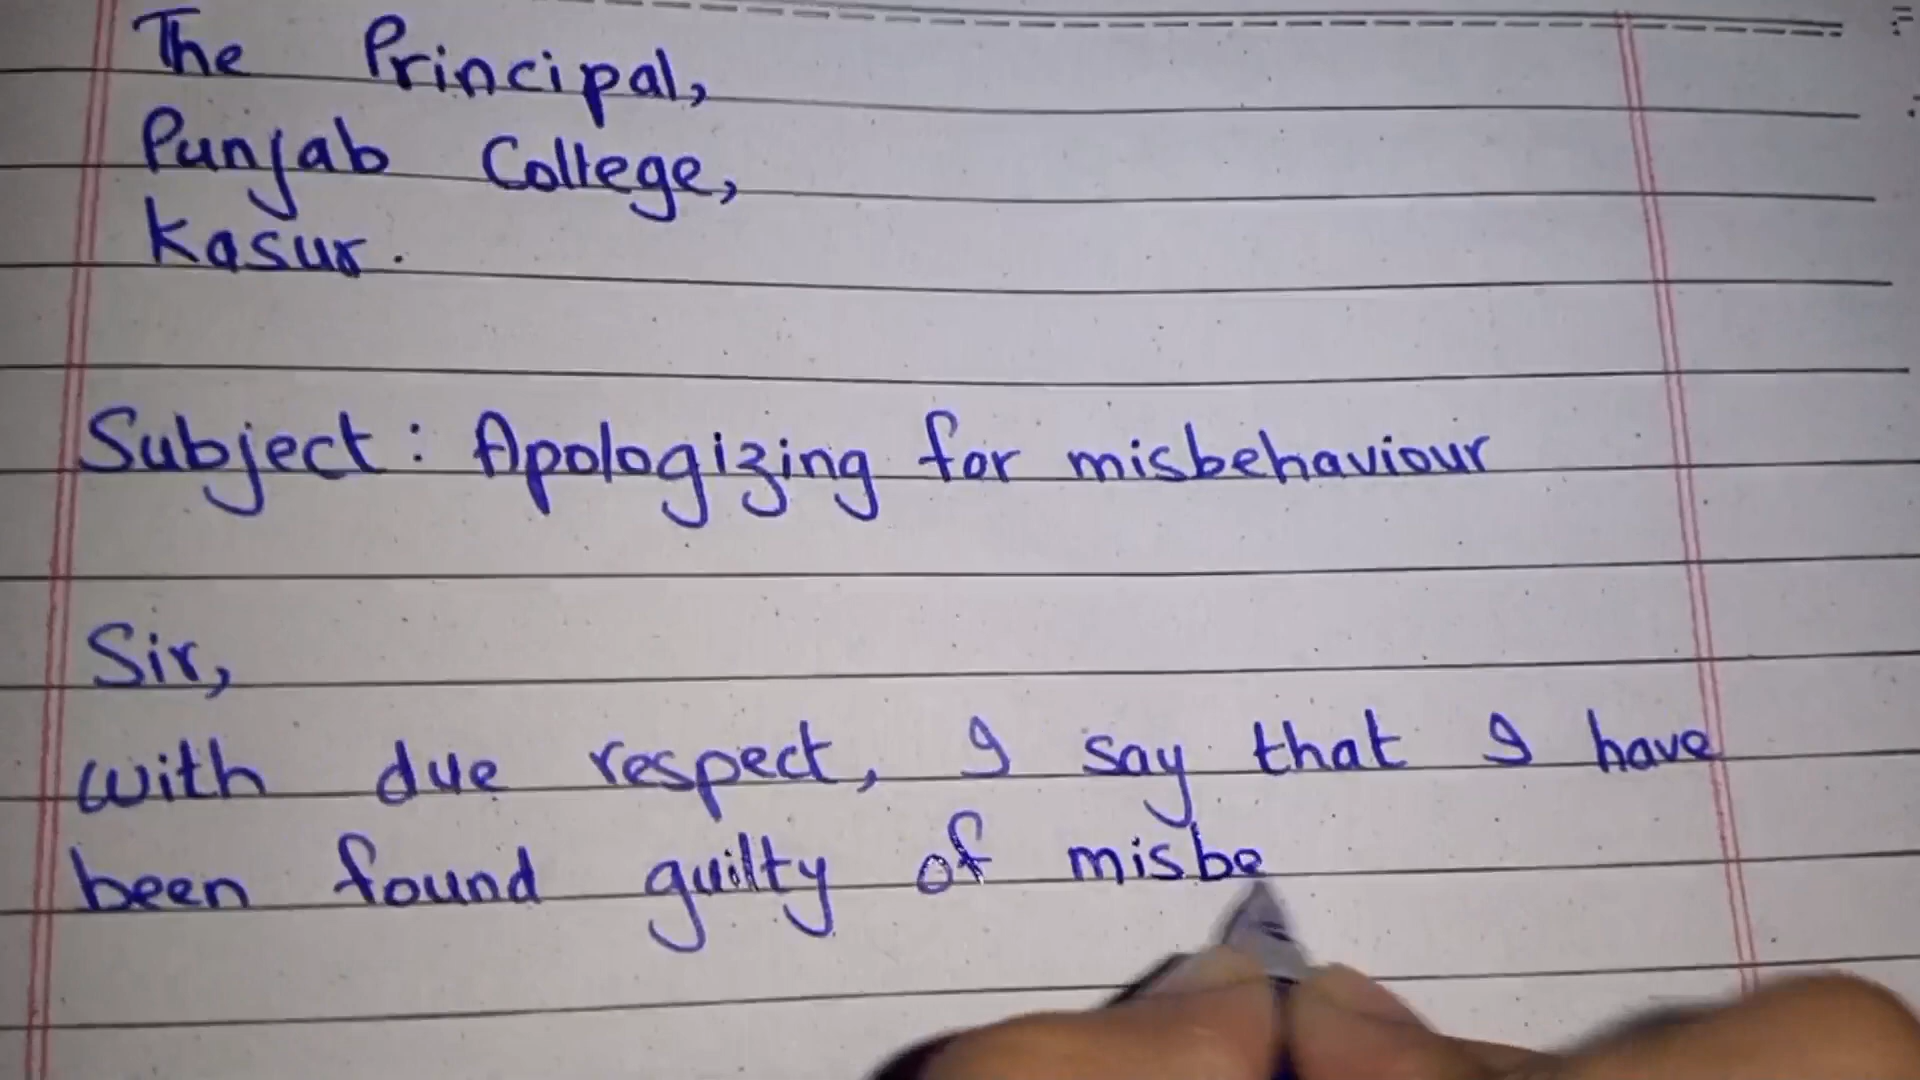 The Principal,
Punjab College,
Kasur.
Subject: Apologizing for misbehaviour
Sir,
with due respect, I say that I have
been found guilty of misbe